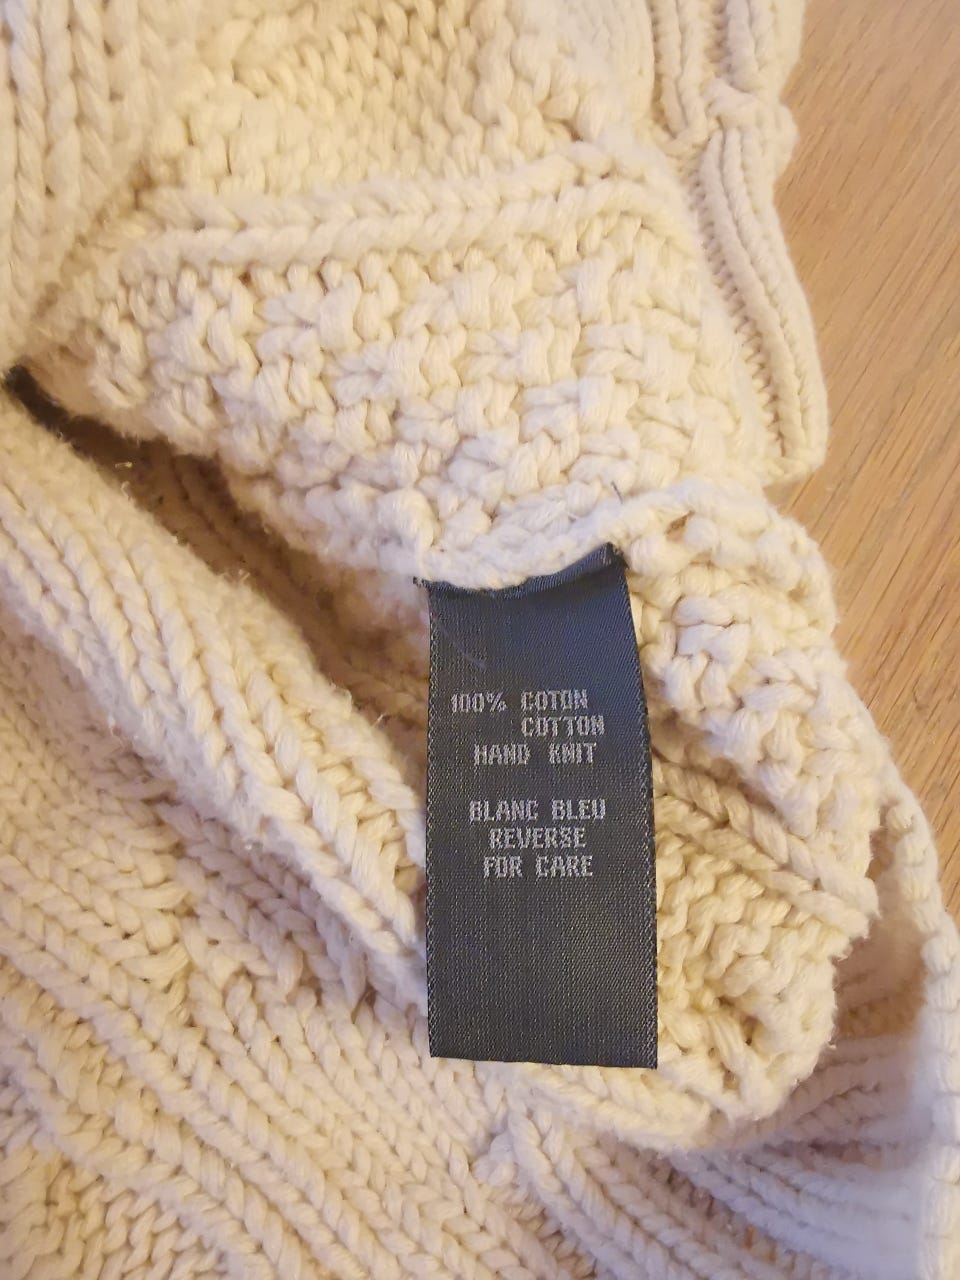 100% COTON
COTTON
HAND KNIT
BLANC BLEU
REVERSE
FOR CARE